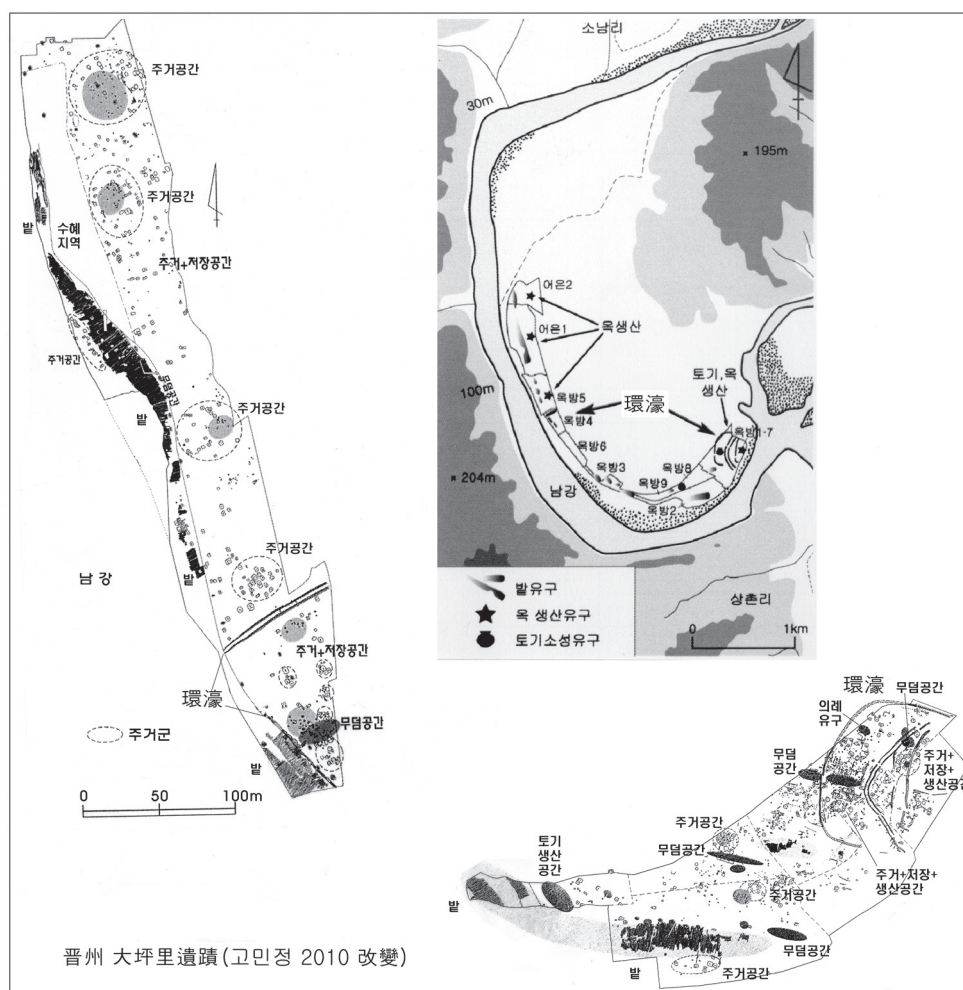 주거공간
주거공간
밭
수혜
지역
주거+저장공간
주거공간
무덤공간
밭
주거공간
남 강
밭
주거공간
주거+저장공간
環濠
무덤공간
주거군
밭
0 50 100m
晋州 大坪里遺蹟(고민정 2010 改變)
소남리
30m
195m
어은2
어은1
옥생산
100m
옥방5
環濠
토기,옥
생산
옥방4
옥방1·7
옥방6
옥방3
옥방8
옥방9
옥방2
204m
남강
밭유구
옥 생산유구
토기소성유구
상촌리
0 1km
環濠
무덤공간
의례
유구
무덤
공간
주거+
저장+
생산공간
주거공간
무덤공간
토기
생산
공간
주거+저장+
생산공간
주거공간
밭
무덤공간
밭
주거공간